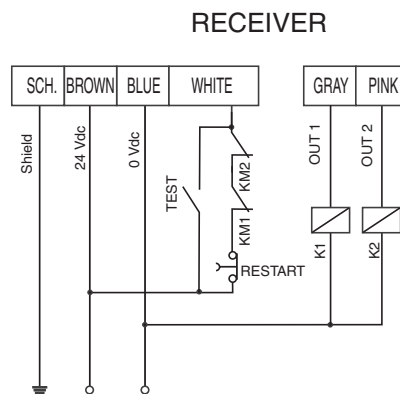 RECEIVER
SCH. BROWN BLUE WHITE GRAY PINK
Shield
24 Vdc
0 Vdc
TEST
KM2
KM1
RESTART
OUT 1
OUT 2
K1
K2